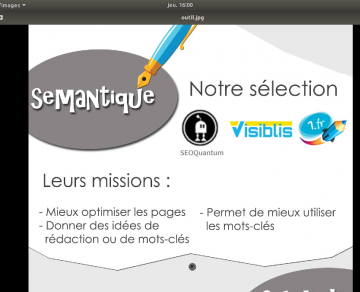 Images
jeu. 16:00
outil.jpg
SeMantique
Notre sélection
SEOQuantum
Visiblis
1.fr
Leurs missions :
- Mieux optimiser les pages
- Donner des idées de
rédaction ou de mots-clés
- Permet de mieux utiliser
les mots-clés